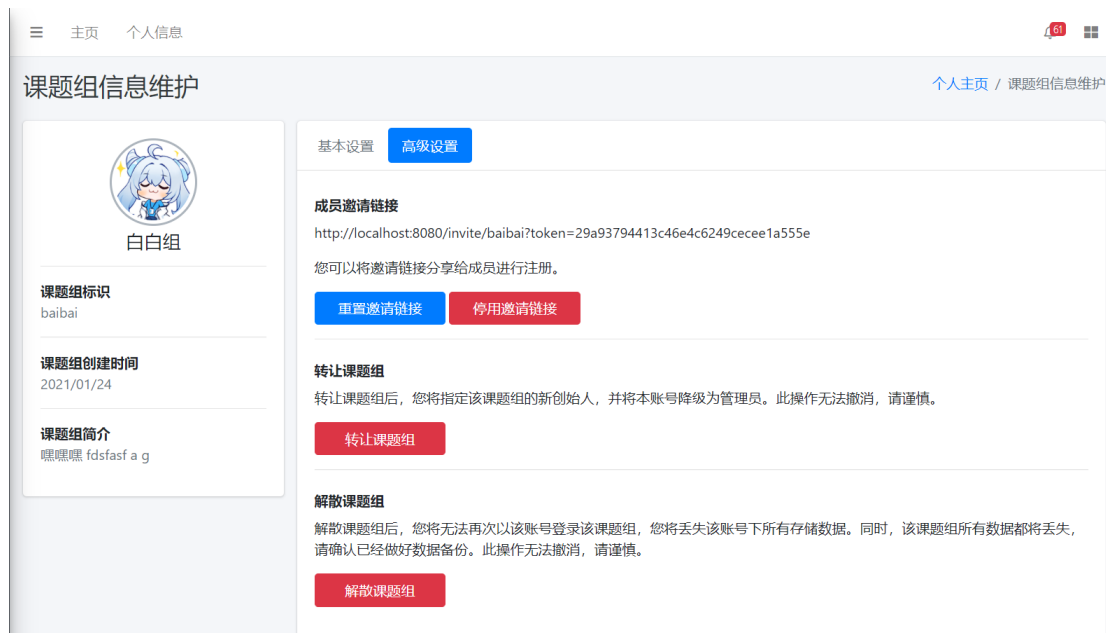 主页 个人信息 61
课题组信息维护 个人主页 / 课题组信息维护
白白组
课题组标识
baibai
课题组创建时间
2021/01/24
课题组简介
嘿嘿嘿 fdsfasf a g
基本设置 高级设置
成员邀请链接
http://localhost:8080/invite/baibai?token=29a93794413c46e4c6249cecee1a555e
您可以将邀请链接分享给成员进行注册。
重置邀请链接 停用邀请链接
转让课题组
转让课题组后，您将指定该课题组的新创始人，并将本账号降级为管理员。此操作无法撤消，请谨慎。
转让课题组
解散课题组
解散课题组后，您将无法再次以该账号登录该课题组，您将丢失该账号下所有存储数据。同时，该课题组所有数据都将丢失，
请确认已经做好数据备份。此操作无法撤消，请谨慎。
解散课题组